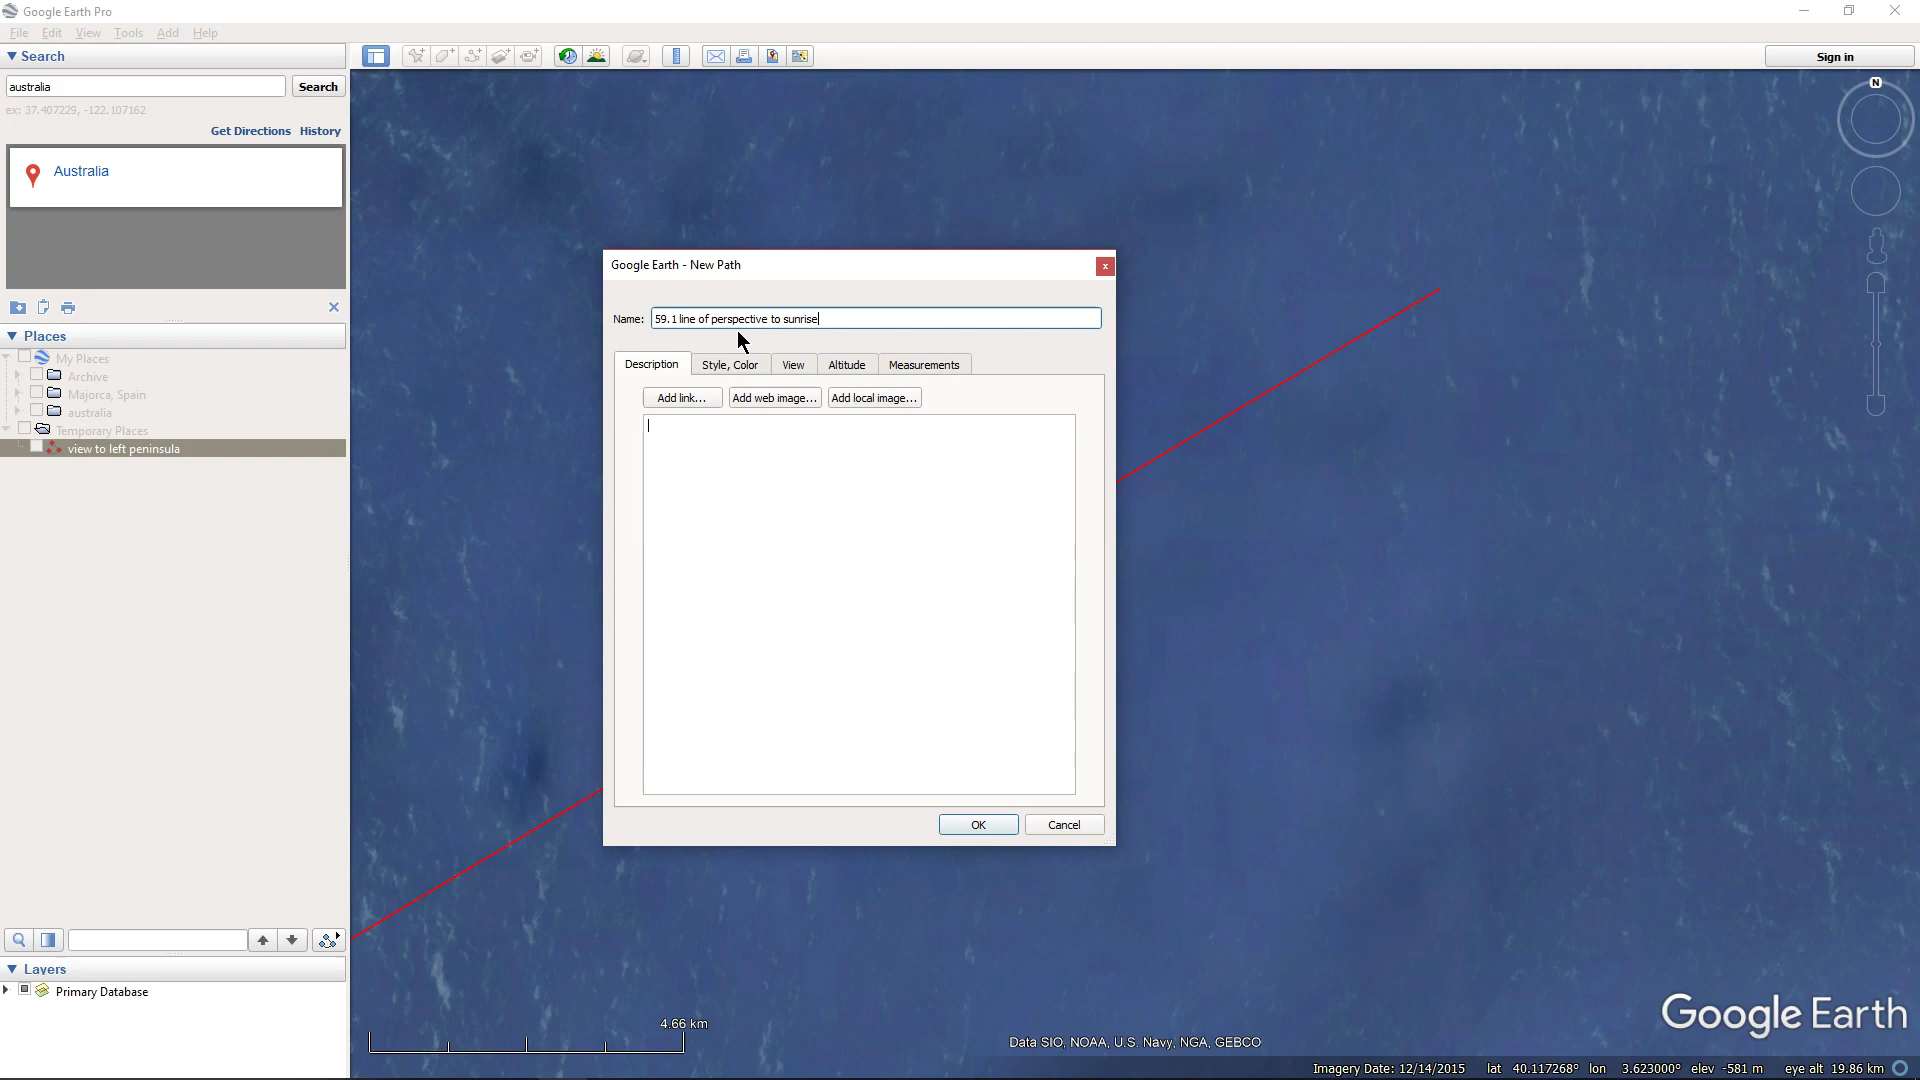 Google Earth Pro
File Edit View Tools Add Help
Search
australia
Search
ex: 37.407229, -122.107162
Get Directions History
Australia
Places
My Places
Archive
Majorca, Spain
australia
Temporary Places
view to left peninsula
Layers
Primary Database
Sign in
N
Google Earth - New Path
x
Name: 59.1 line of perspective to sunrise
Description Style, Color View Altitude Measurements
Add link... Add web image... Add local image...
OK Cancel
4.66 km
Data SIO, NOAA, U.S. Navy, NGA, GEBCO
Google Earth
Imagery Date: 12/14/2015 lat 40.117268° lon 3.623000° elev -581 m eye alt 19.86 km